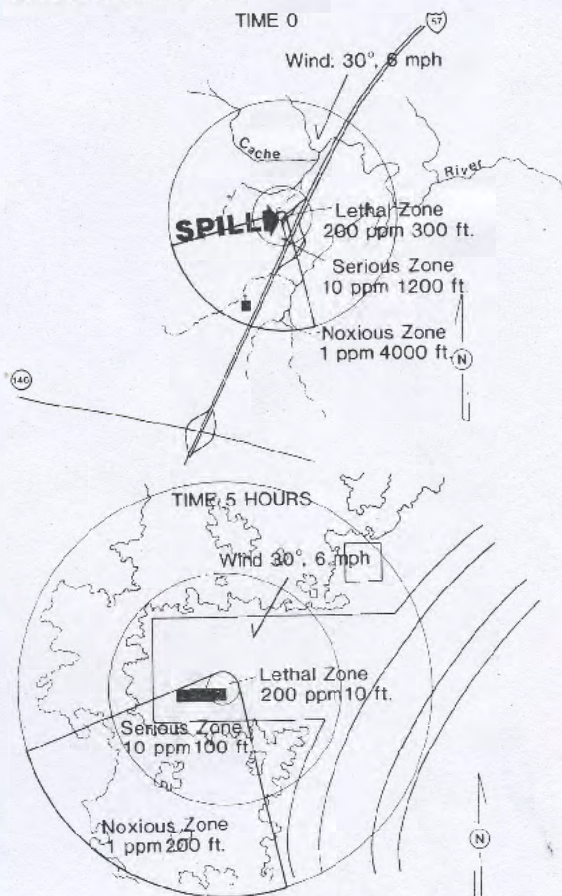 TIME 0
57
Wind: 30°, 6 mph
Cache
River
SPILL
Lethal Zone
200 ppm 300 ft.
Serious Zone
10 ppm 1200 ft
Noxious Zone
1 ppm 4000 ft.
N
146
TIME 5 HOURS
Wind 30°, 6 mph
Lethal Zone
200 ppm 10 ft.
Serious Zone
10 ppm 100 ft.
Noxious Zone
1 ppm 200 ft.
N